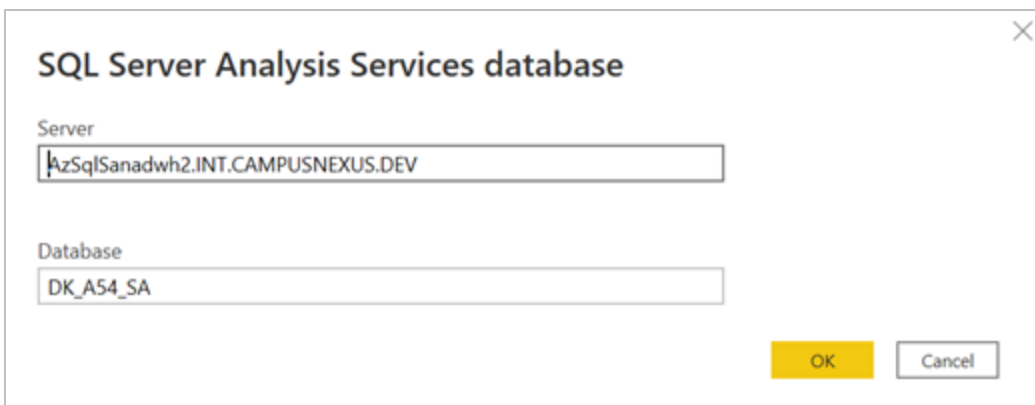 SQL Server Analysis Services database
Server
AzSqlSanadwh2.INT.CAMPUSNEXUS.DEV
Database
DK_A54_SA
OK
Cancel